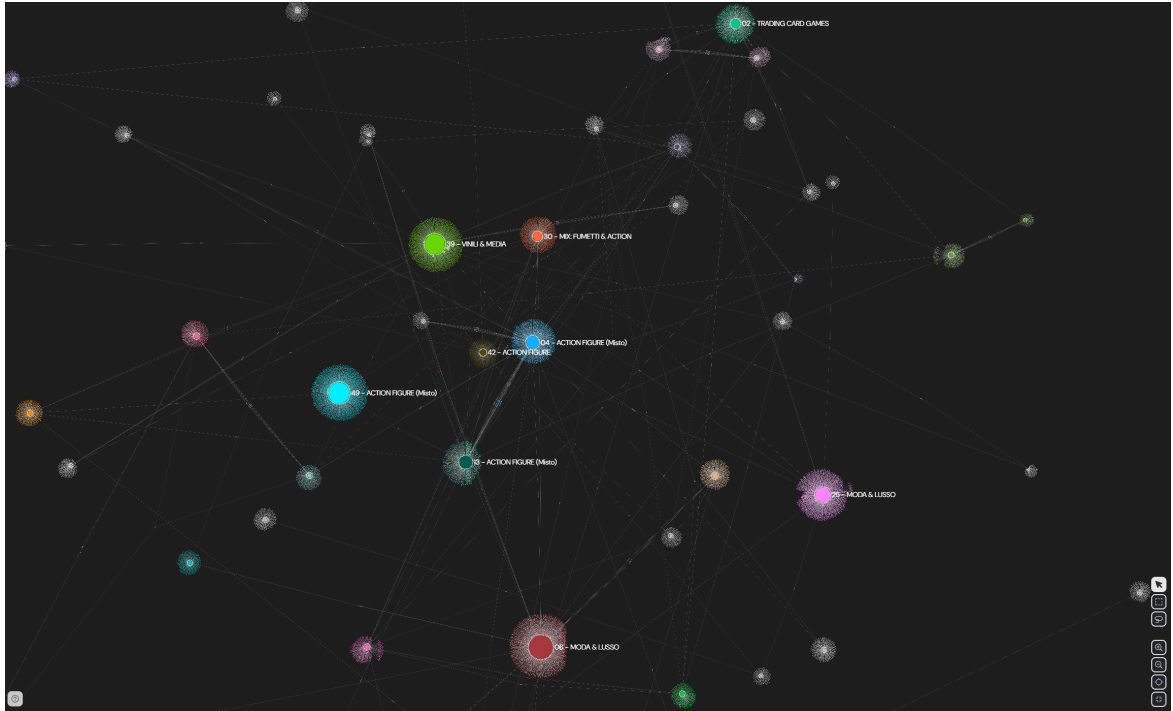 02 - TRADING CARD GAMES
39 - VINILI & MEDIA
30 - MIX: FUMETTI & ACTION
04 - ACTION FIGURE (Misto)
42 - ACTION FIGURE
49 - ACTION FIGURE (Misto)
13 - ACTION FIGURE (Misto)
25 - MODA & LUSSO
06 - MODA & LUSSO